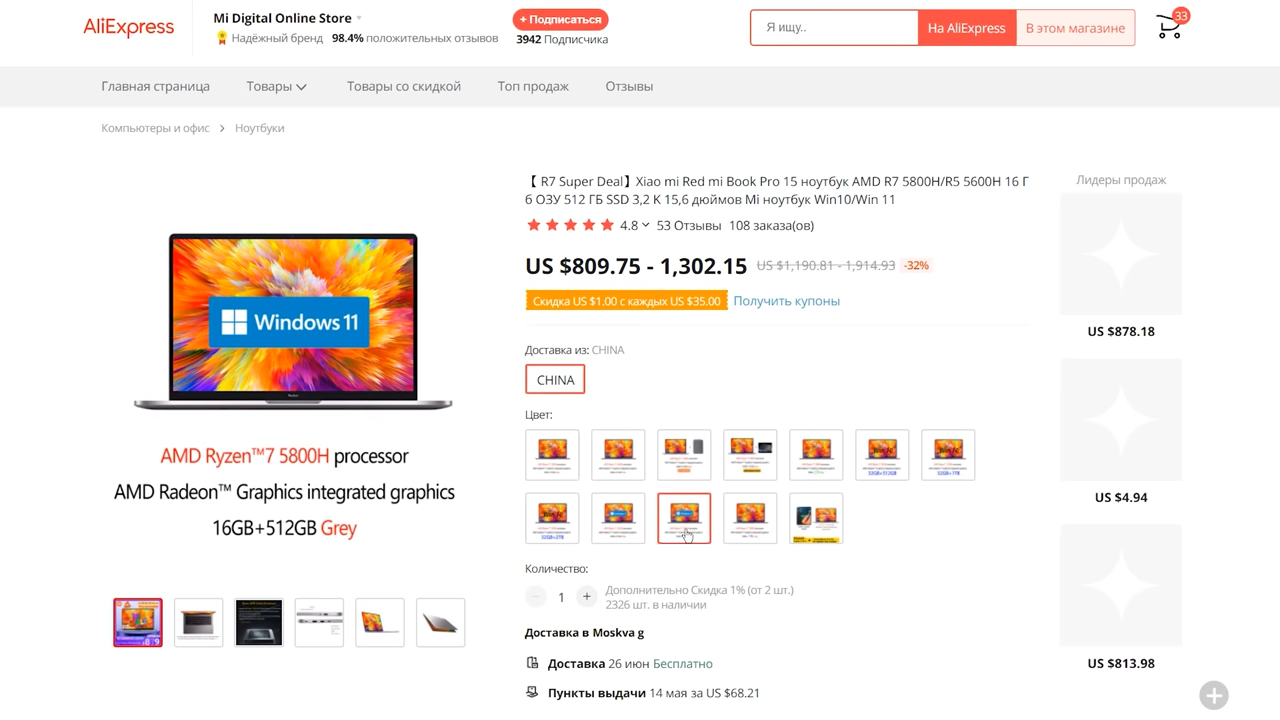 AliExpress
Mi Digital Online Store
Надёжный бренд 98.4% положительных отзывов
+ Подписаться
3942 Подписчика
Я ищу..
На AliExpress
В этом магазине
33
Главная страница
Товары
Товары со скидкой
Топ продаж
Отзывы
Компьютеры и офис > Ноутбуки
【 R7 Super Deal】Xiao mi Red mi Book Pro 15 ноутбук AMD R7 5800H/R5 5600H 16 Г
б ОЗУ 512 ГБ SSD 3,2 K 15,6 дюймов Mi ноутбук Win10/Win 11
4.8 53 Отзывы 108 заказа(ов)
US $809.75 - 1,302.15 US $1,190.81 - 1,914.93 -32%
Скидка US $1.00 с каждых US $35.00 Получить купоны
Доставка из: CHINA
CHINA
Цвет:
Количество:
1
Дополнительно Скидка 1% (от 2 шт.)
2326 шт. в наличии
Доставка в Moskva g
Доставка 26 июн Бесплатно
Пункты выдачи 14 мая за US $68.21
Windows 11
AMD Ryzen™7 5800H processor
AMD Radeon™ Graphics integrated graphics
16GB+512GB Grey
Лидеры продаж
US $878.18
US $4.94
US $813.98